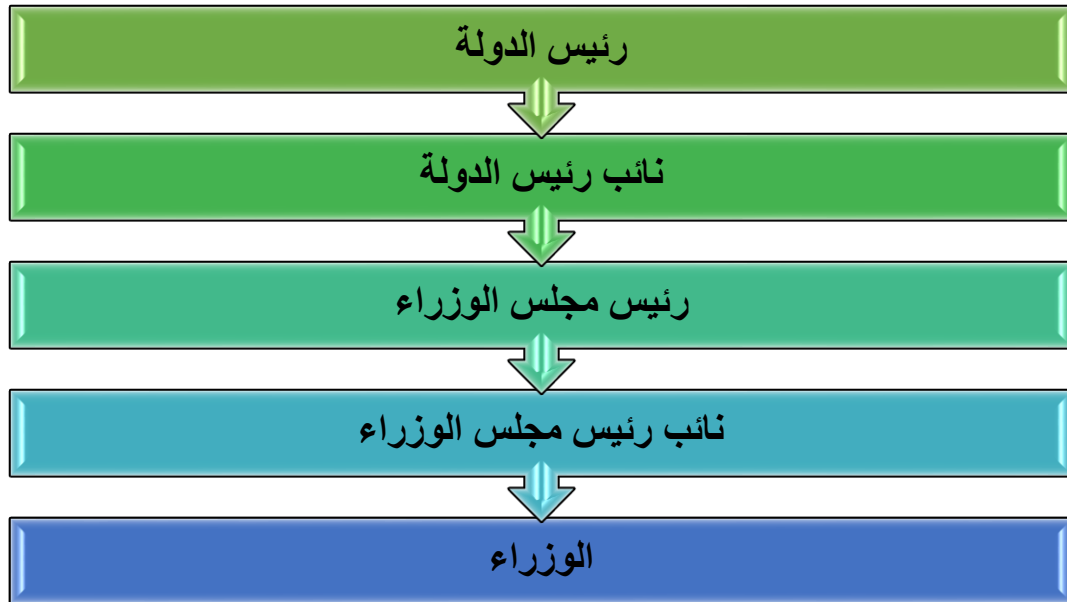 رئيس الدولة
نائب رئيس الدولة
رئيس مجلس الوزراء
نائب رئيس مجلس الوزراء
الوزراء